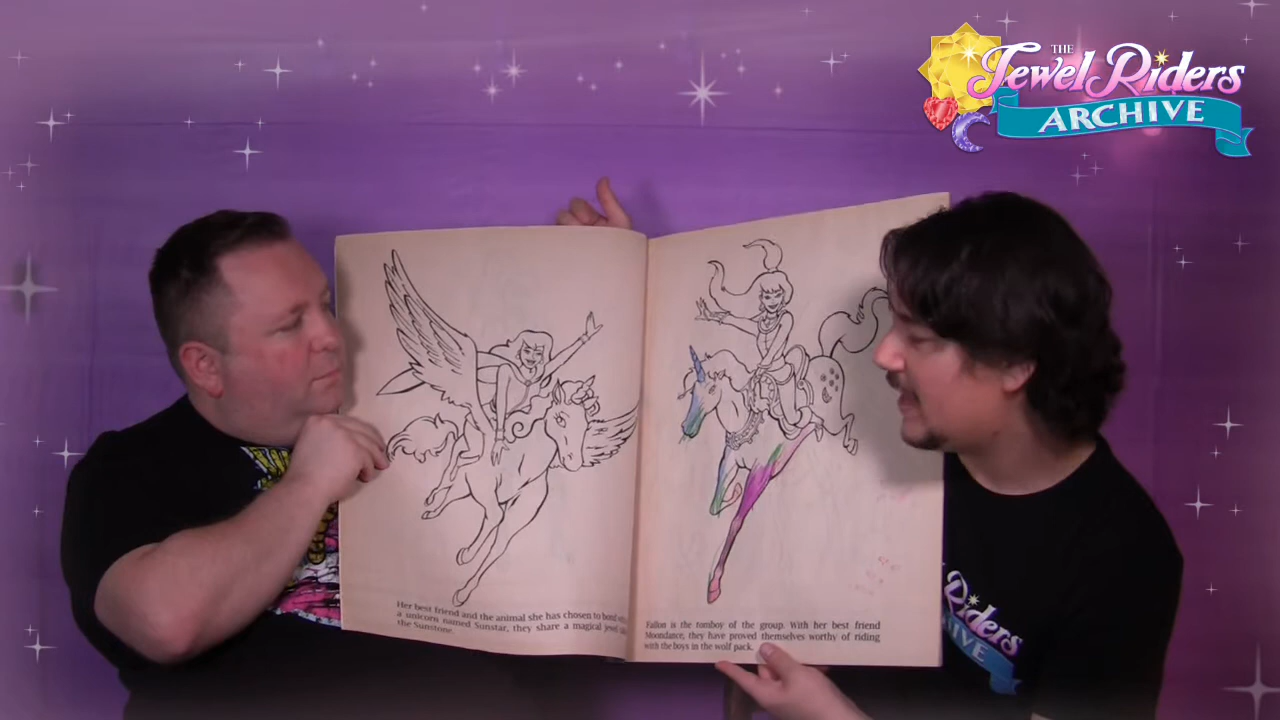 THE
Jewel Riders
ARCHIVE
Her best friend and the animal she has chosen to bond
a unicorn named Sunstar, they share a magical jewel
the Sunstone.
Fallon is the tomboy of the group. With her best friend
Moondance, they have proved themselves worthy of riding
with the boys in the wolf pack.
Riders